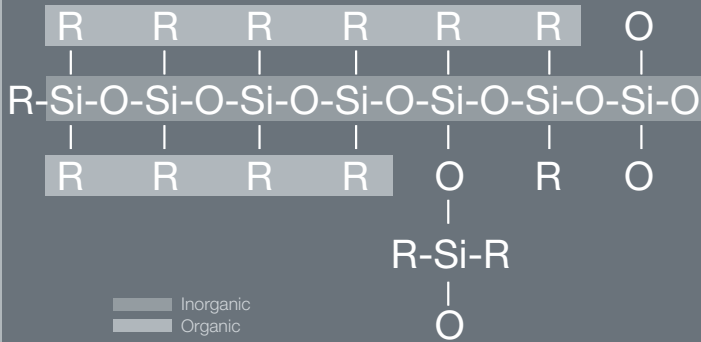 R R R R R R O
R-Si-O-Si-O-Si-O-Si-O-Si-O-Si-O-Si-O
R R R R O R O
R-Si-R
Inorganic
Organic
O